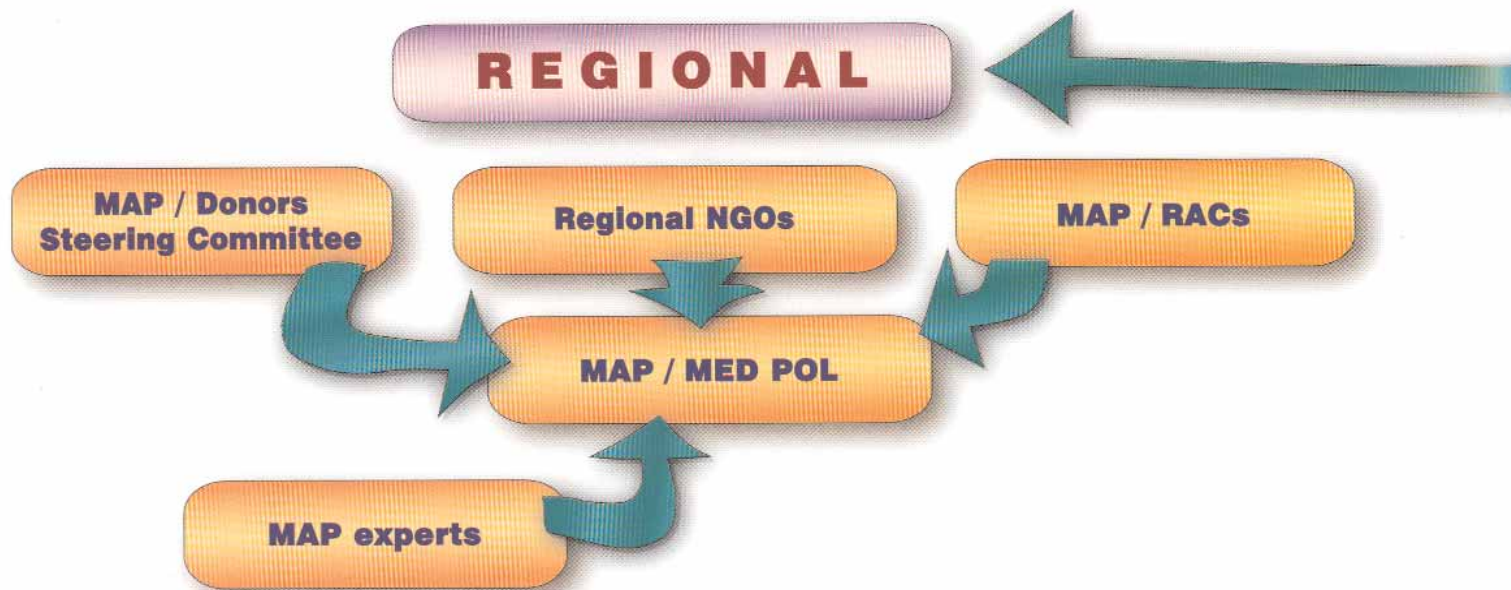 REGIONAL
MAP / Donors
Steering Committee
Regional NGOs
MAP / RACs
MAP / MED POL
MAP experts